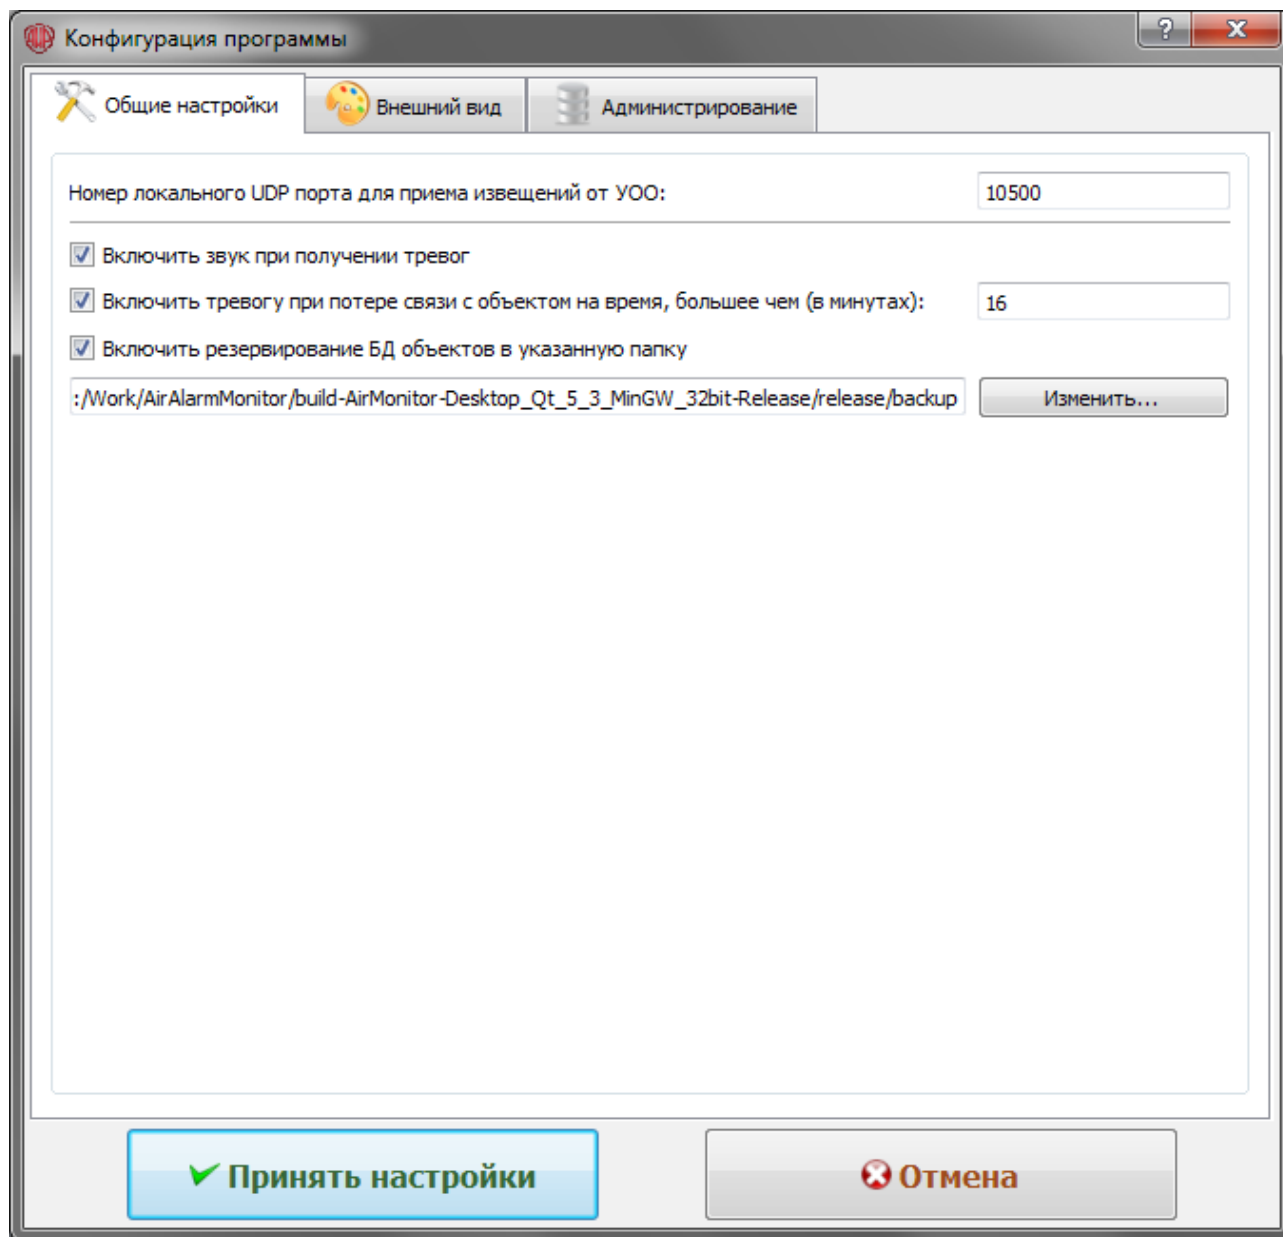 Конфигурация программы
?
Общие настройки
Внешний вид
Администрирование
Номер локального UDP порта для приема извещений от УОО:
10500
Включить звук при получении тревог
Включить тревогу при потере связи с объектом на время, большее чем (в минутах):
16
Включить резервирование БД объектов в указанную папку
:/Work/AirAlarmMonitor/build-AirMonitor-Desktop_Qt_5_3_MinGW_32bit-Release/release/backup
Изменить...
Принять настройки
Отмена